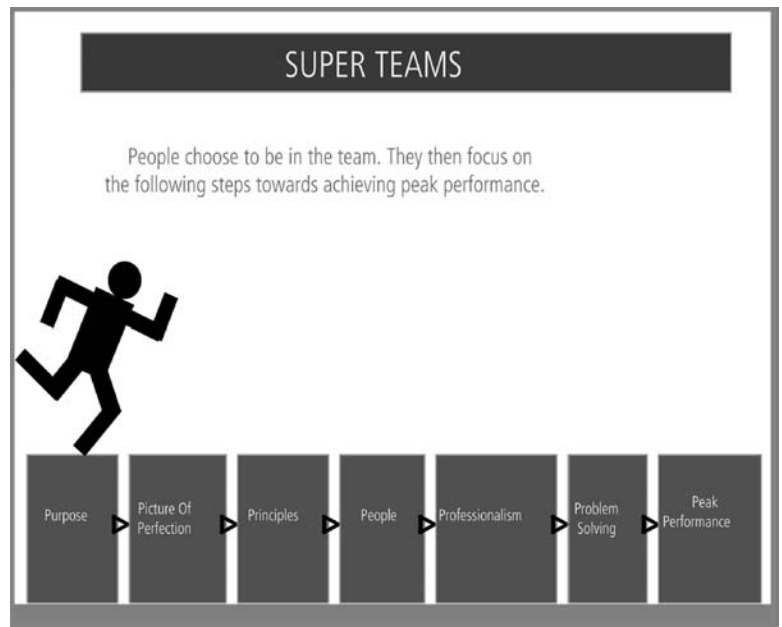 SUPER TEAMS
People choose to be in the team. They then focus on
the following steps towards achieving peak performance.
Purpose
Picture Of
Perfection
Principles
People
Professionalism
Problem
Solving
Peak
Performance